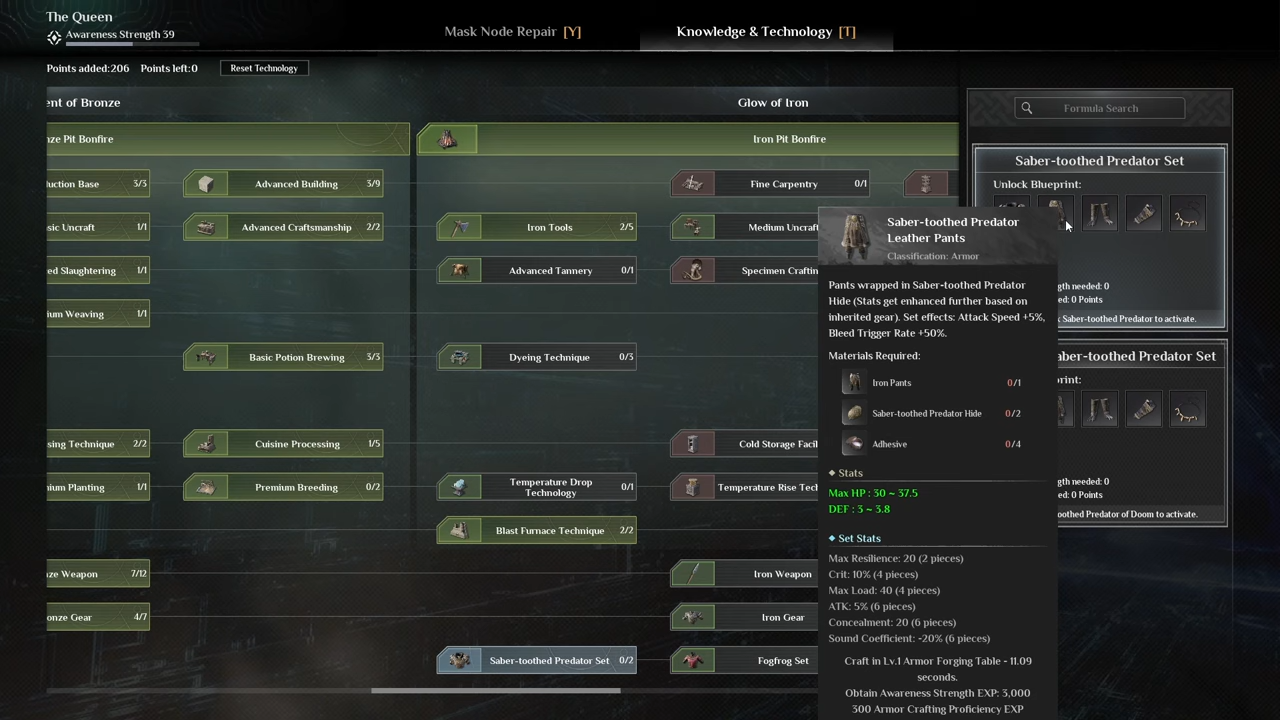 The Queen
Awareness Strength 39
Mask Node Repair [Y]
Knowledge & Technology [T]
Points added:206 Points left:0 Reset Technology
ent of Bronze
Glow of Iron
nze Pit Bonfire
Iron Pit Bonfire
uction Base 3/3
Advanced Building 3/9
Fine Carpentry 0/1
sic Uncraft 1/1
Advanced Craftsmanship 2/2
Iron Tools 2/5
Medium Uncraf
ed Slaughtering 1/1
Advanced Tannery 0/1
Specimen Craftin
ium Weaving 1/1
Basic Potion Brewing 3/3
Dyeing Technique 0/3
sing Technique 2/2
Cuisine Processing 1/5
Cold Storage Facil
nium Planting 1/1
Premium Breeding 0/2
Temperature Drop
Technology
0/1
Temperature Rise Tech
Blast Furnace Technique 2/2
nze Weapon 7/12
Iron Weapon
onze Gear 4/7
Iron Gear
Saber-toothed Predator Set 0/2
Fogfrog Set
Saber-toothed Predator
Leather Pants
Classification: Armor
Pants wrapped in Saber-toothed Predator
Hide (Stats get enhanced further based on
inherited gear). Set effects: Attack Speed +5%,
Bleed Trigger Rate +50%.
Materials Required:
Iron Pants 0/1
Saber-toothed Predator Hide 0/2
Adhesive 0/4
Stats
Max HP : 30 ~ 37.5
DEF : 3 ~ 3.8
Set Stats
Max Resilience: 20 (2 pieces)
Crit: 10% (4 pieces)
Max Load: 40 (4 pieces)
ATK: 5% (6 pieces)
Concealment: 20 (6 pieces)
Sound Coefficient: -20% (6 pieces)
Craft in Lv.1 Armor Forging Table - 11.09
seconds.
Obtain Awareness Strength EXP: 3,000
300 Armor Crafting Proficiency EXP
Formula Search
Saber-toothed Predator Set
Unlock Blueprint:
gth needed: 0
ed: 0 Points
k Saber-toothed Predator to activate.
aber-toothed Predator Set
print:
gth needed: 0
ed: 0 Points
oothed Predator of Doom to activate.